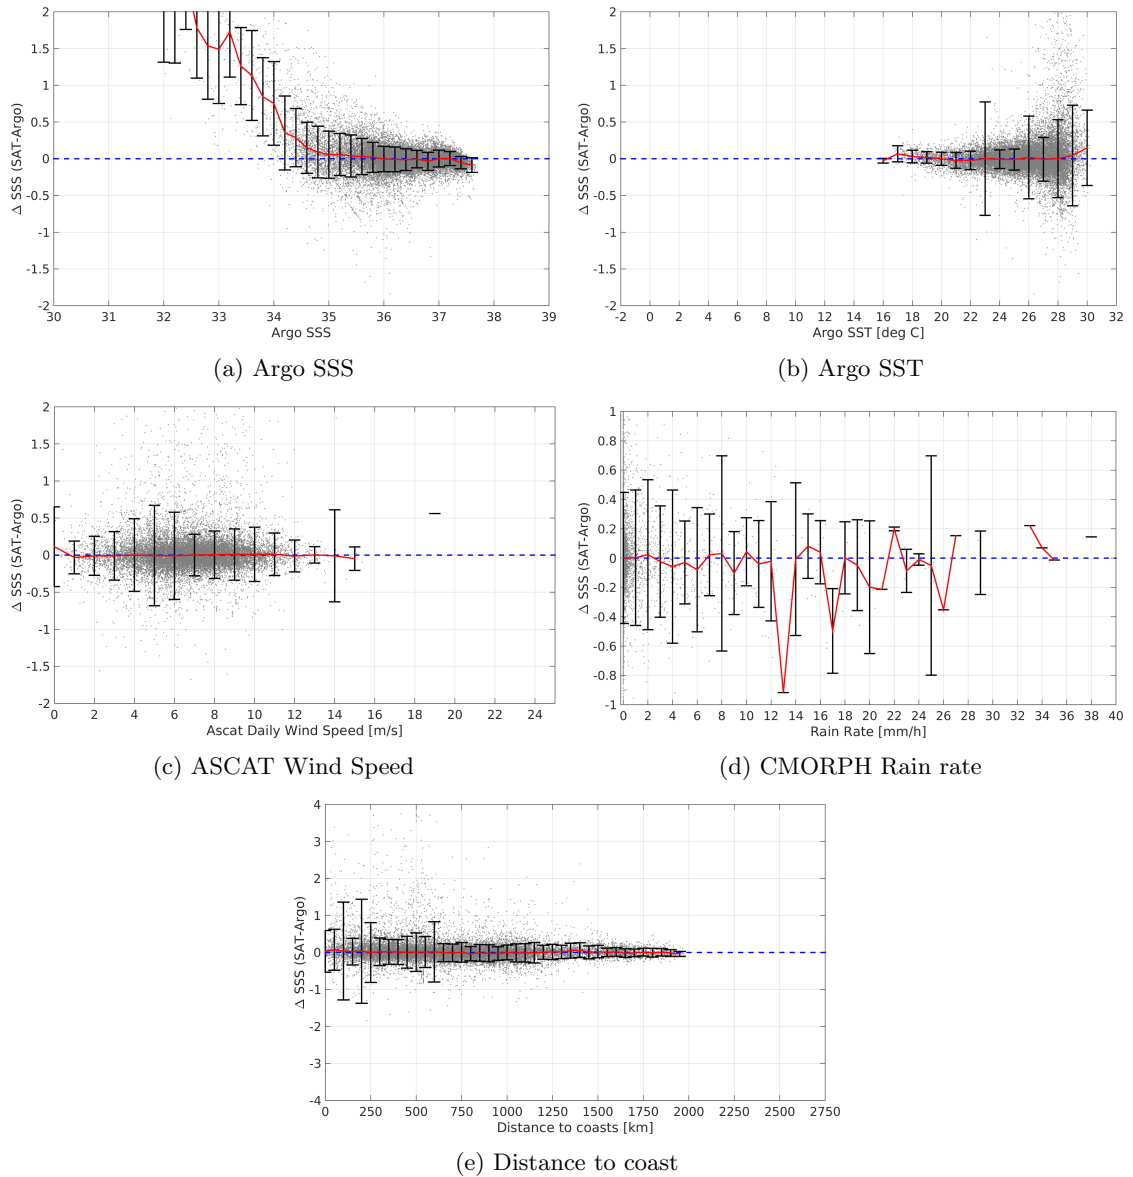 2
1.5
1
0.5
0
-0.5
-1
-1.5
-2
Δ SSS (SAT-Argo)
30 31 32 33 34 35 36 37 38 39
Argo SSS
(a) Argo SSS
2
1.5
1
0.5
0
-0.5
-1
-1.5
-2
Δ SSS (SAT-Argo)
-2 0 2 4 6 8 10 12 14 16 18 20 22 24 26 28 30 32
Argo SST [deg C]
(b) Argo SST
2
1.5
1
0.5
0
-0.5
-1
-1.5
-2
Δ SSS (SAT-Argo)
0 2 4 6 8 10 12 14 16 18 20 22 24
Ascat Daily Wind Speed [m/s]
(c) ASCAT Wind Speed
1
0.8
0.6
0.4
0.2
0
-0.2
-0.4
-0.6
-0.8
-1
Δ SSS (SAT-Argo)
0 2 4 6 8 10 12 14 16 18 20 22 24 26 28 30 32 34 36 38 40
Rain Rate [mm/h]
(d) CMORPH Rain rate
4
3
2
1
0
-1
-2
-3
-4
Δ SSS (SAT-Argo)
0 250 500 750 1000 1250 1500 1750 2000 2250 2500 2750
Distance to coasts [km]
(e) Distance to coast